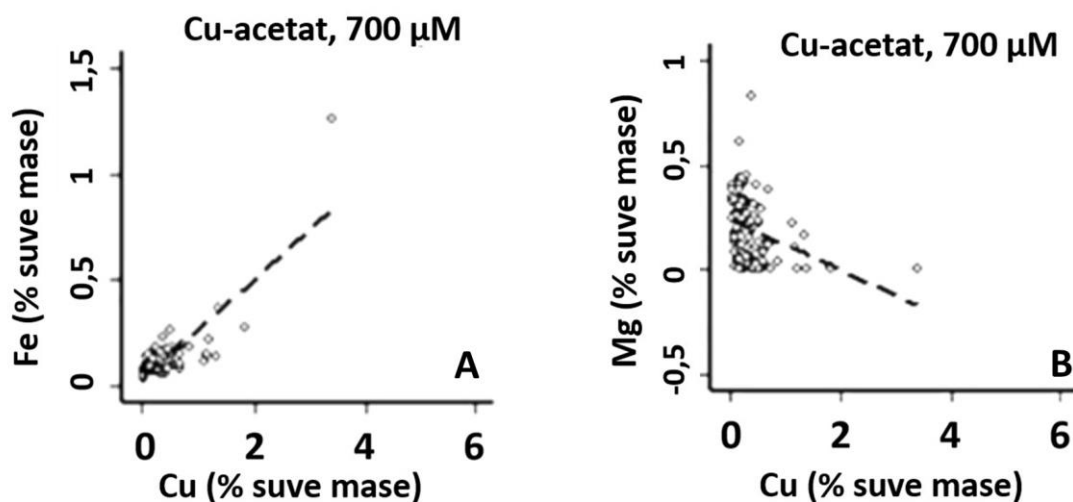 Cu-acetat, 700 µM
Fe (% suve mase)
1,5
1
0,5
0
A
0 2 4 6
Cu (% suve mase)
Cu-acetat, 700 µM
Mg (% suve mase)
1
0,5
0
-0,5
B
0 2 4 6
Cu (% suve mase)